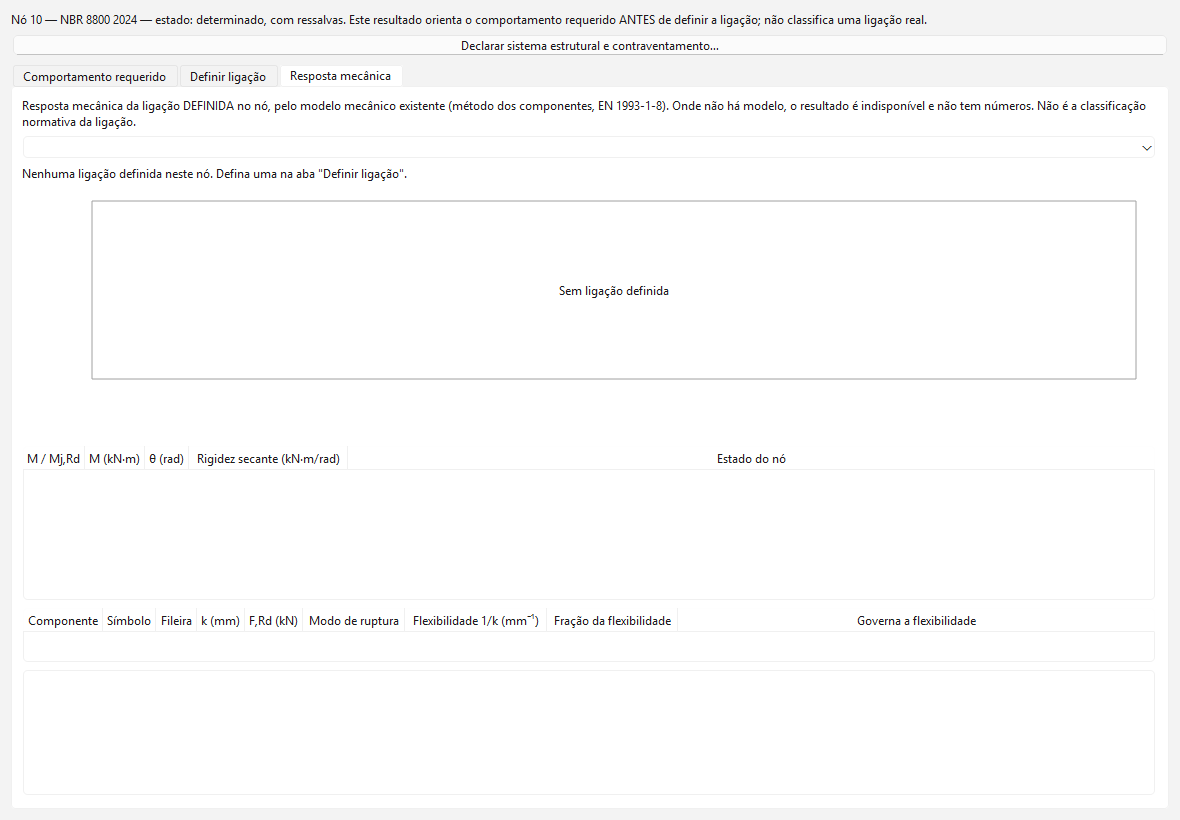 Nó 10 — NBR 8800 2024 — estado: determinado, com ressalvas. Este resultado orienta o comportamento requerido ANTES de definir a ligação; não classifica uma ligação real.
Declarar sistema estrutural e contraventamento...
Comportamento requerido
Definir ligação
Resposta mecânica
Resposta mecânica da ligação DEFINIDA no nó, pelo modelo mecânico existente (método dos componentes, EN 1993-1-8). Onde não há modelo, o resultado é indisponível e não tem números. Não é a classificação
normativa da ligação.
Nenhuma ligação definida neste nó. Defina uma na aba "Definir ligação".
Sem ligação definida
M / Mj,Rd M (kN·m) θ (rad) Rigidez secante (kN·m/rad) Estado do nó
Componente Símbolo Fileira k (mm) F,Rd (kN) Modo de ruptura Flexibilidade 1/k (mm⁻¹) Fração da flexibilidade Governa a flexibilidade